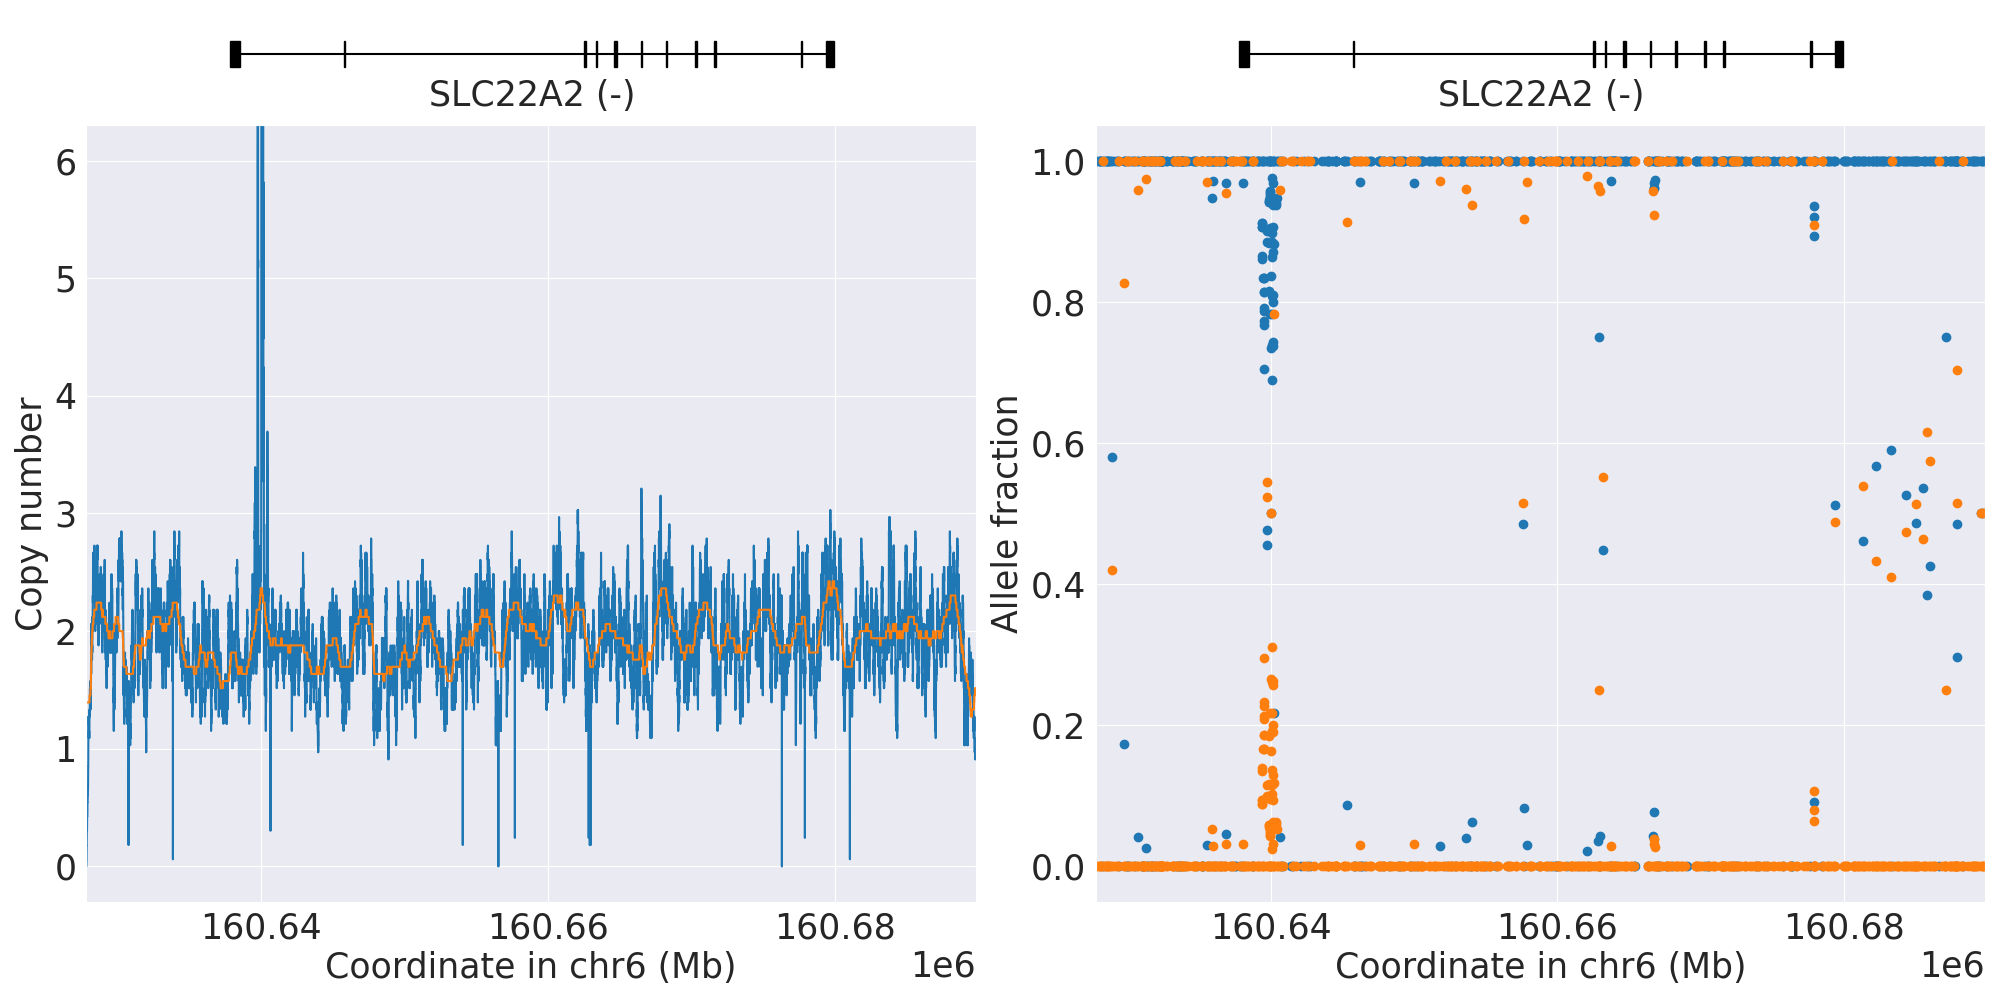 SLC22A2 (-)
Copy number
6
5
4
3
2
1
0
160.64
160.66
160.68
1e6
Coordinate in chr6 (Mb)
SLC22A2 (-)
Allele fraction
1.0
0.8
0.6
0.4
0.2
0.0
160.64
160.66
160.68
1e6
Coordinate in chr6 (Mb)